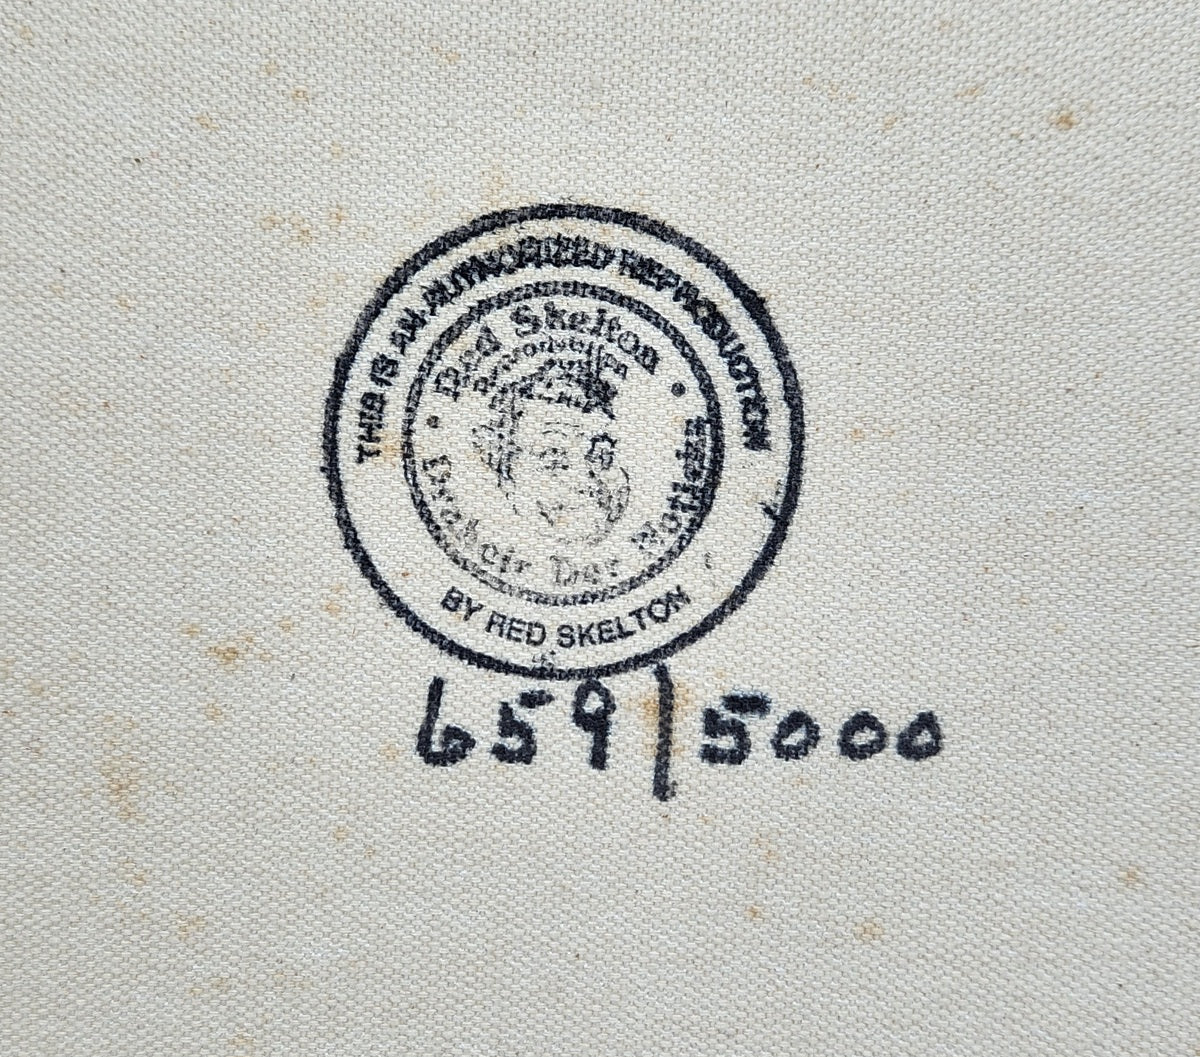 THIS IS AN AUTHORIZED REPRODUCTION
Red Skelton
BY RED SKELTON
659/5000